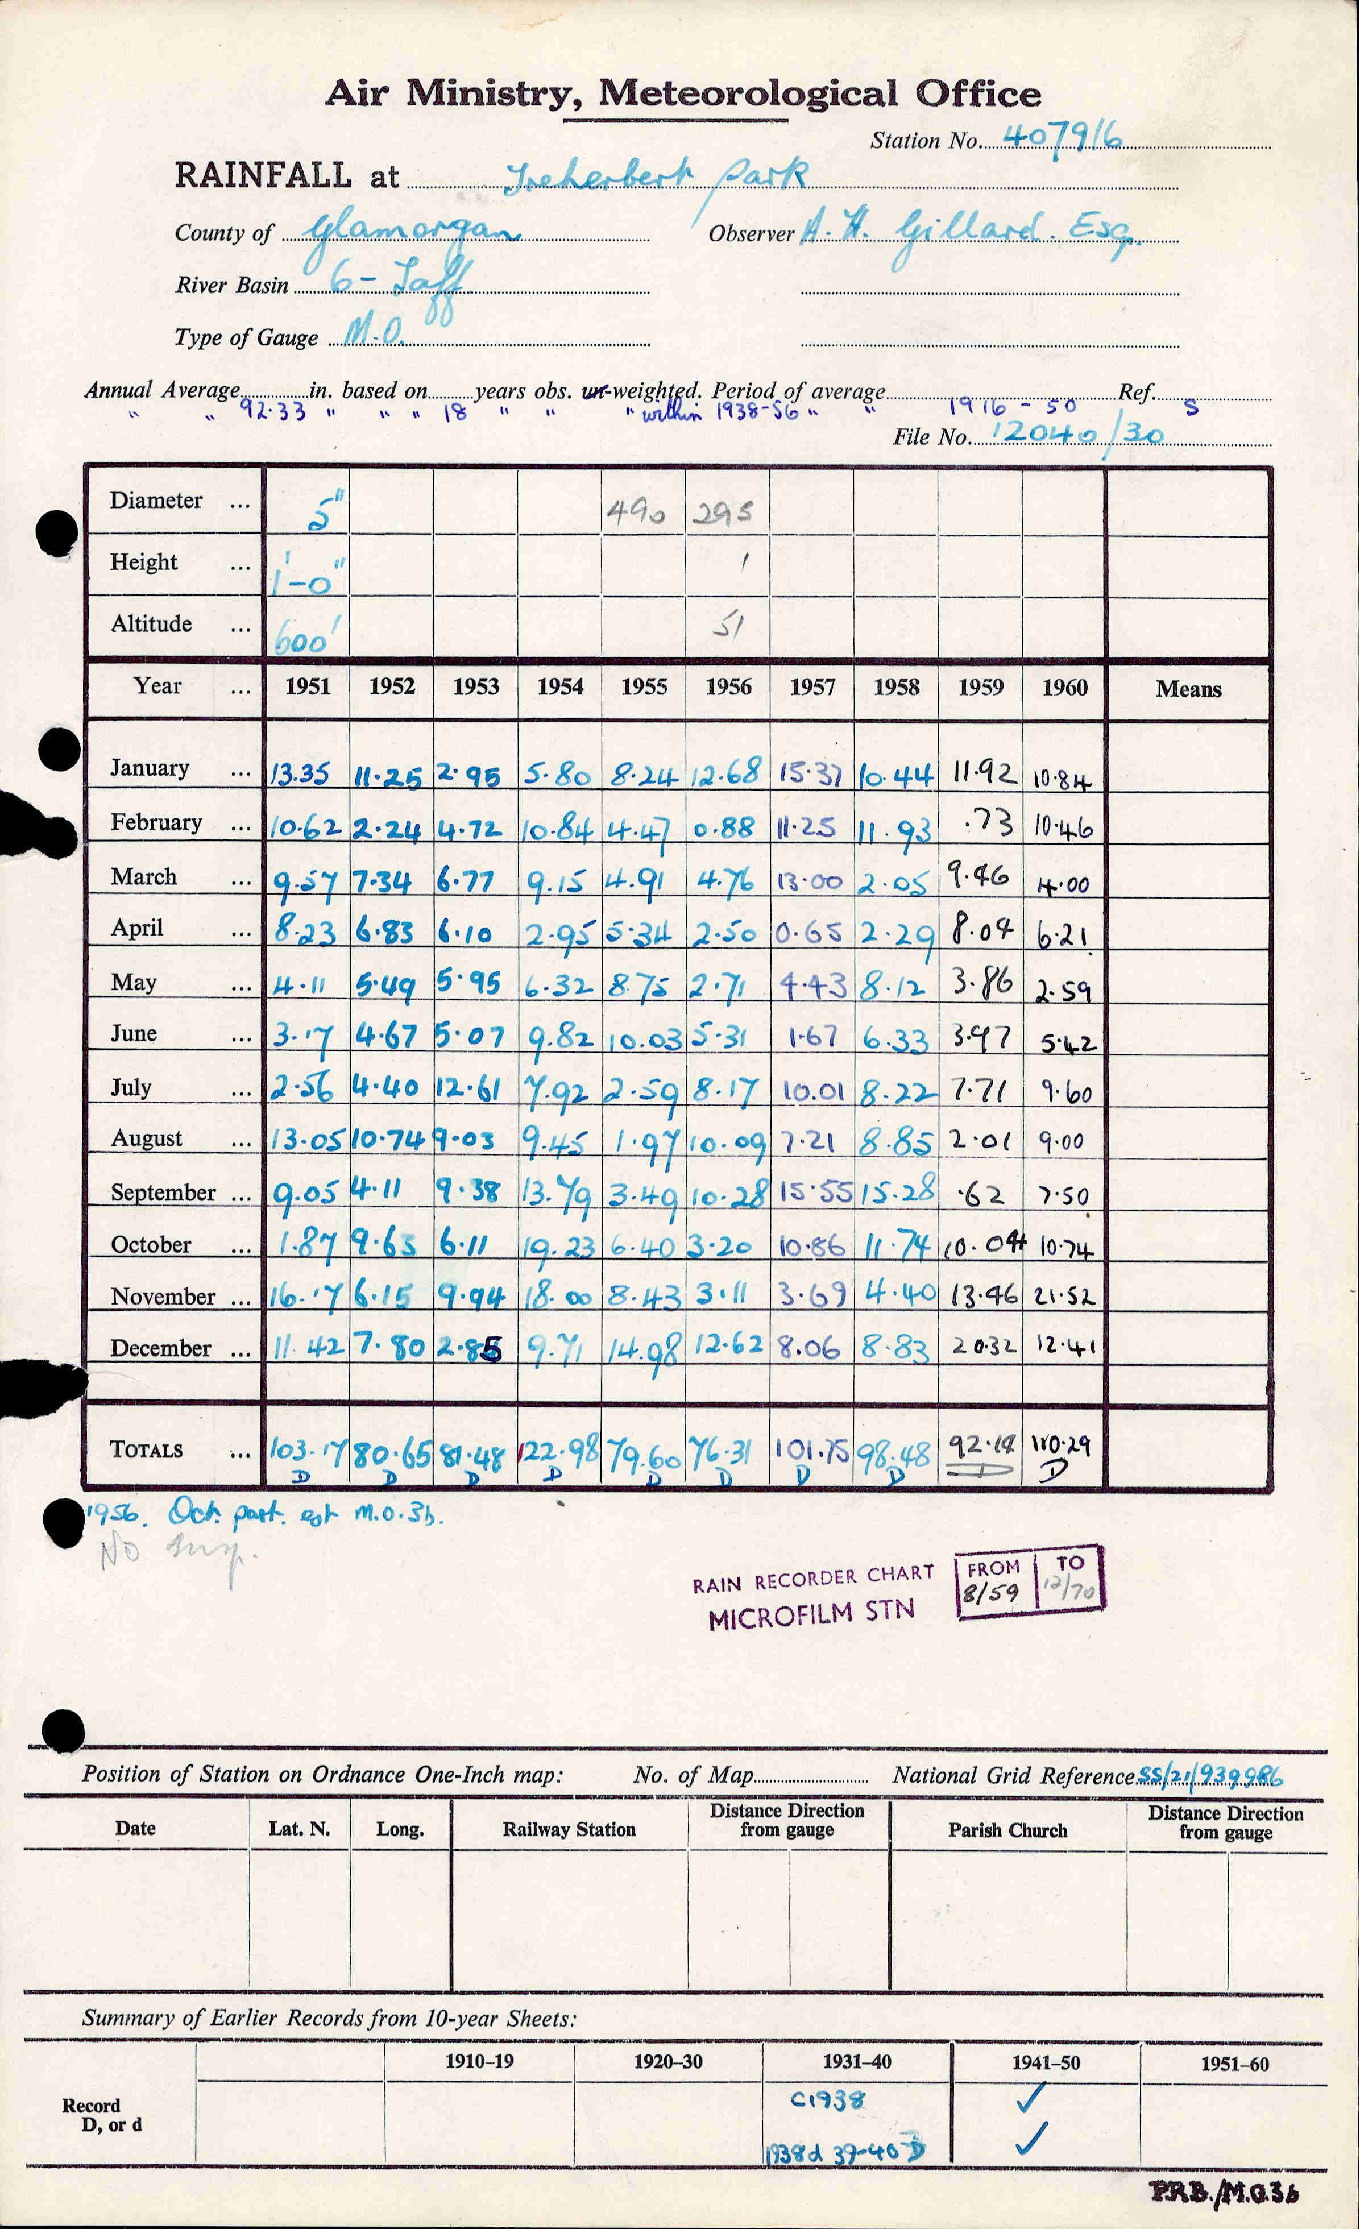 Air Ministry, Meteorological Office
Station No. 407916
RAINFALL at Treherbert Park
County of Glamorgan Observer A. H. Gillard. Esq.
River Basin 6 - Taff
Type of Gauge M.O.
Annual Average in. based on years obs. un-weighted. Period of average Ref.
" " 92.33 " " " 18 " " " within 1938-56 " " 1916 - 50 S
File No. 12040/30
Diameter ... 5" 490 295
Height ... 1'-0" 1
Altitude ... 600' 51
Year ... 1951 1952 1953 1954 1955 1956 1957 1958 1959 1960 Means
January ... 13.35 11.25 2.95 5.80 8.24 12.68 15.37 10.44 11.92 10.84
February ... 10.62 2.24 4.72 10.84 4.47 0.88 11.25 11.93 .73 10.46
March ... 9.57 7.34 6.77 9.15 4.91 4.76 13.00 2.05 9.46 4.00
April ... 8.23 6.83 6.10 2.95 5.34 2.50 0.65 2.29 8.04 6.21
May ... 4.11 5.49 5.95 6.32 8.75 2.71 4.43 8.12 3.86 2.59
June ... 3.17 4.67 5.07 9.82 10.03 5.31 1.67 6.33 3.97 5.42
July ... 2.56 4.40 12.61 7.92 2.59 8.17 10.01 8.22 7.71 9.60
August ... 13.05 10.74 9.03 9.45 1.97 10.09 7.21 8.85 2.01 9.00
September ... 9.05 4.11 9.38 13.79 3.49 10.28 15.55 15.28 .62 7.50
October ... 1.87 9.63 6.11 19.23 6.40 3.20 10.86 11.74 10.04 10.74
November ... 16.17 6.15 9.94 18.00 8.43 3.11 3.69 4.40 13.46 21.52
December ... 11.42 7.80 2.85 9.71 14.98 12.62 8.06 8.83 20.32 12.41
TOTALS ... 103.17 80.65 81.48 122.98 79.60 76.31 101.75 98.48 92.14 110.29
D D D D D D D D D D
1956. Oct. part. est M.O.3b.
No insp.
RAIN RECORDER CHART FROM TO
MICROFILM STN 8/59 12/70
Position of Station on Ordnance One-Inch map: No. of Map National Grid Reference SS/21/939986
Date Lat. N. Long. Railway Station Distance Direction from gauge Parish Church Distance Direction from gauge
Summary of Earlier Records from 10-year Sheets:
1910–19 1920–30 1931–40 1941–50 1951–60
Record C1938 ✓
D, or d 1938d 39-40 D ✓
P.R.B./M.O.3b